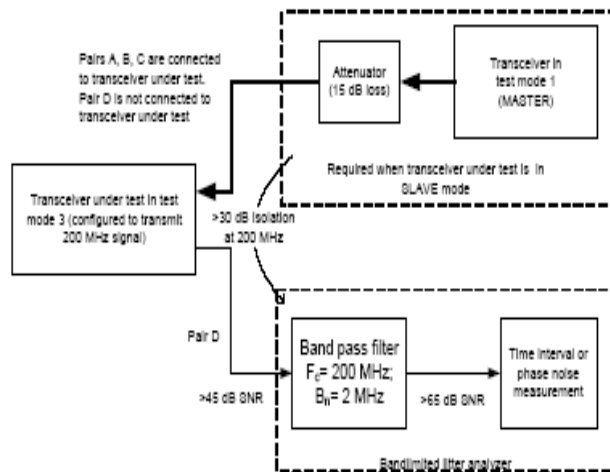 Pairs A, B, C are connected
to transceiver under test.
Pair D is not connected to
transceiver under test
Attenuator
(15 dB loss)
Transceiver in
test mode 1
(MASTER)
Required when transceiver under test is in
SLAVE mode
Transceiver under test in test
mode 3 (configured to transmit
200 MHz signal)
>30 dB isolation
at 200 MHz
Pair D
>45 dB SNR
Band pass filter
Fc= 200 MHz;
Bn= 2 MHz
>65 dB SNR
Time interval or
phase noise
measurement
Bandlimited jitter analyzer